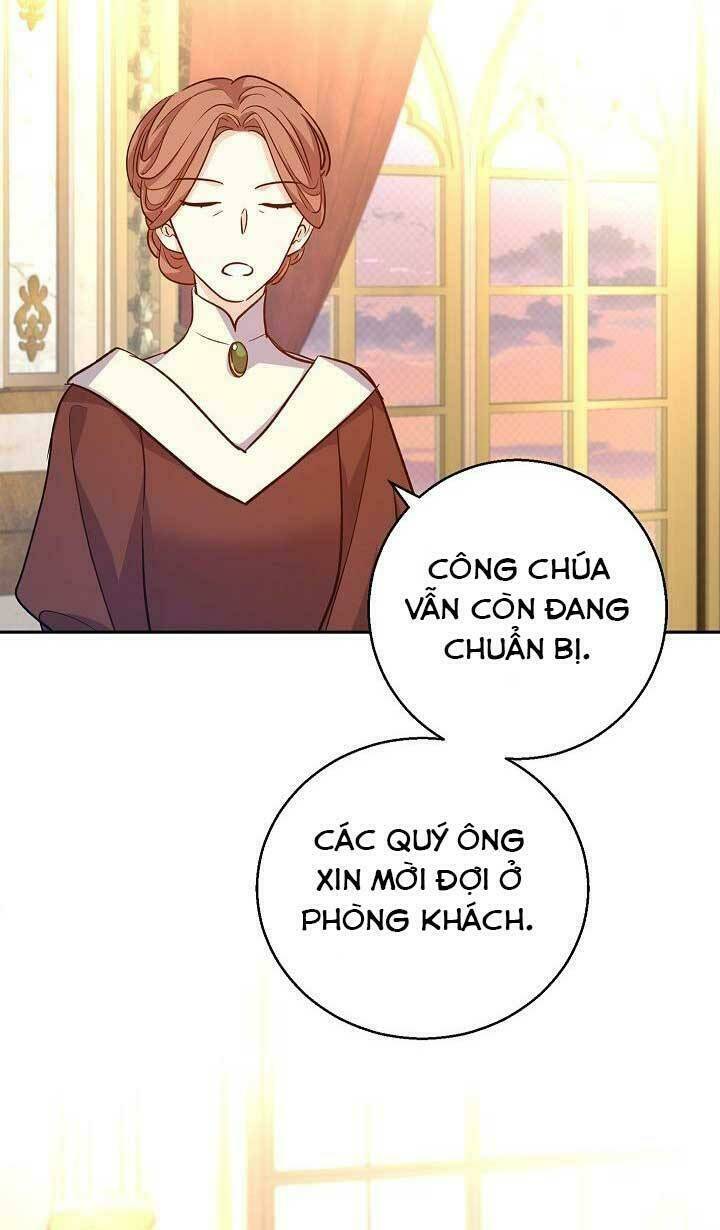 CÔNG CHÚA
VẪN CÒN ĐANG
CHUẨN BỊ.
CÁC QUÝ ÔNG
XIN MỜI ĐỢI Ở
PHÒNG KHÁCH.